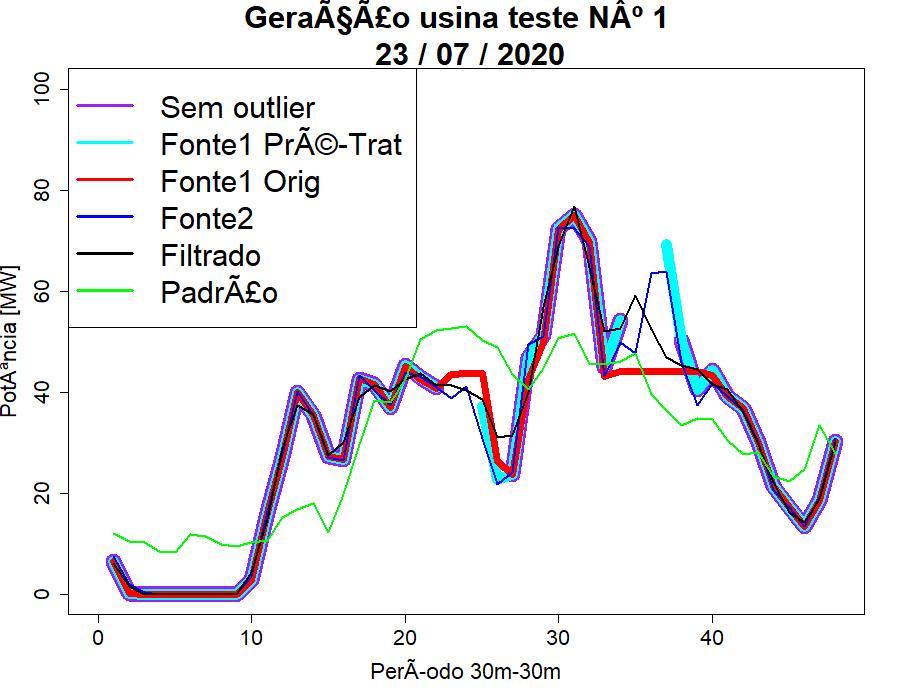 GeraÃ§Ã£o usina teste NÂº 1
23 / 07 / 2020
Sem outlier
Fonte1 PrÃ©-Trat
Fonte1 Orig
Fonte2
Filtrado
PadrÃ£o
PotÃªncia [MW]
100
80
60
40
20
0
0 10 20 30 40
PerÃ-odo 30m-30m